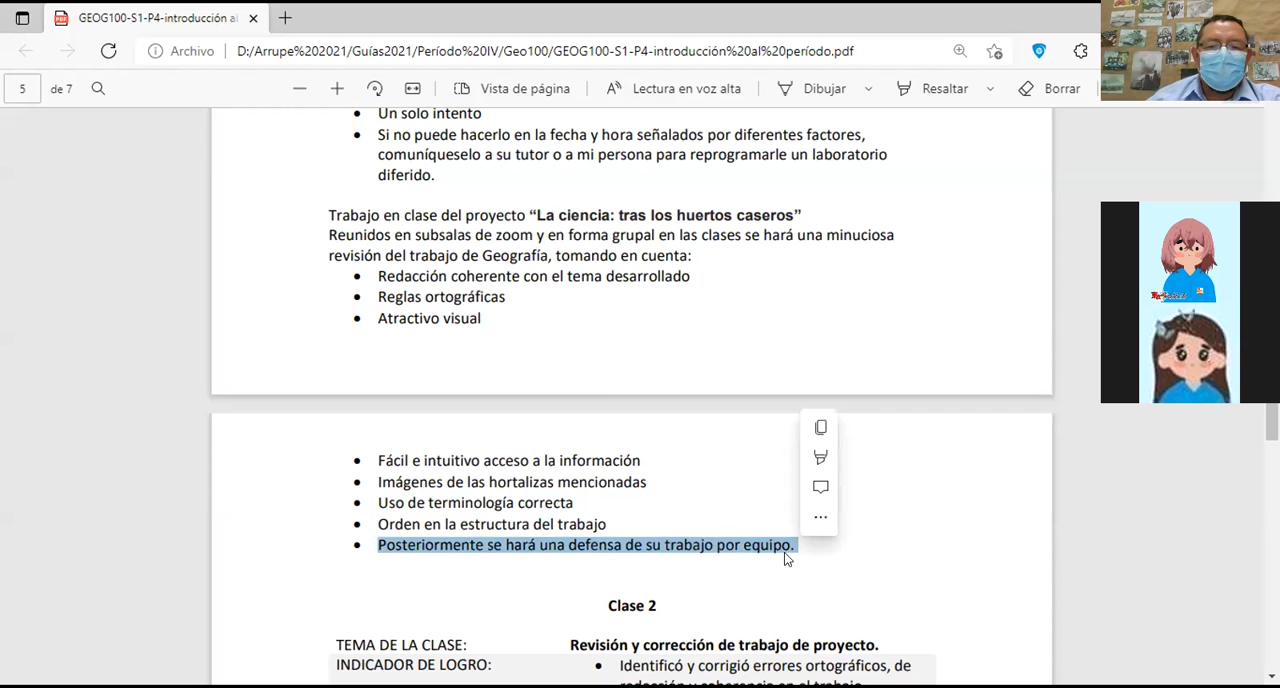 GEOG100-S1-P4-introducción al
Archivo
D:/Arrupe%202021/Guías2021/Período%20IV/Geo100/GEOG100-S1-P4-introducción%20al%20período.pdf
5 de 7
Vista de página
Lectura en voz alta
Dibujar
Resaltar
Borrar
• Un solo intento
• Si no puede hacerlo en la fecha y hora señalados por diferentes factores,
comuníqueselo a su tutor o a mi persona para reprogramarle un laboratorio
diferido.
Trabajo en clase del proyecto “La ciencia: tras los huertos caseros”
Reunidos en subsalas de zoom y en forma grupal en las clases se hará una minuciosa
revisión del trabajo de Geografía, tomando en cuenta:
• Redacción coherente con el tema desarrollado
• Reglas ortográficas
• Atractivo visual
• Fácil e intuitivo acceso a la información
• Imágenes de las hortalizas mencionadas
• Uso de terminología correcta
• Orden en la estructura del trabajo
• Posteriormente se hará una defensa de su trabajo por equipo.
Clase 2
TEMA DE LA CLASE: Revisión y corrección de trabajo de proyecto.
INDICADOR DE LOGRO: • Identificó y corrigió errores ortográficos, de
redacción y coherencia en el trabajo